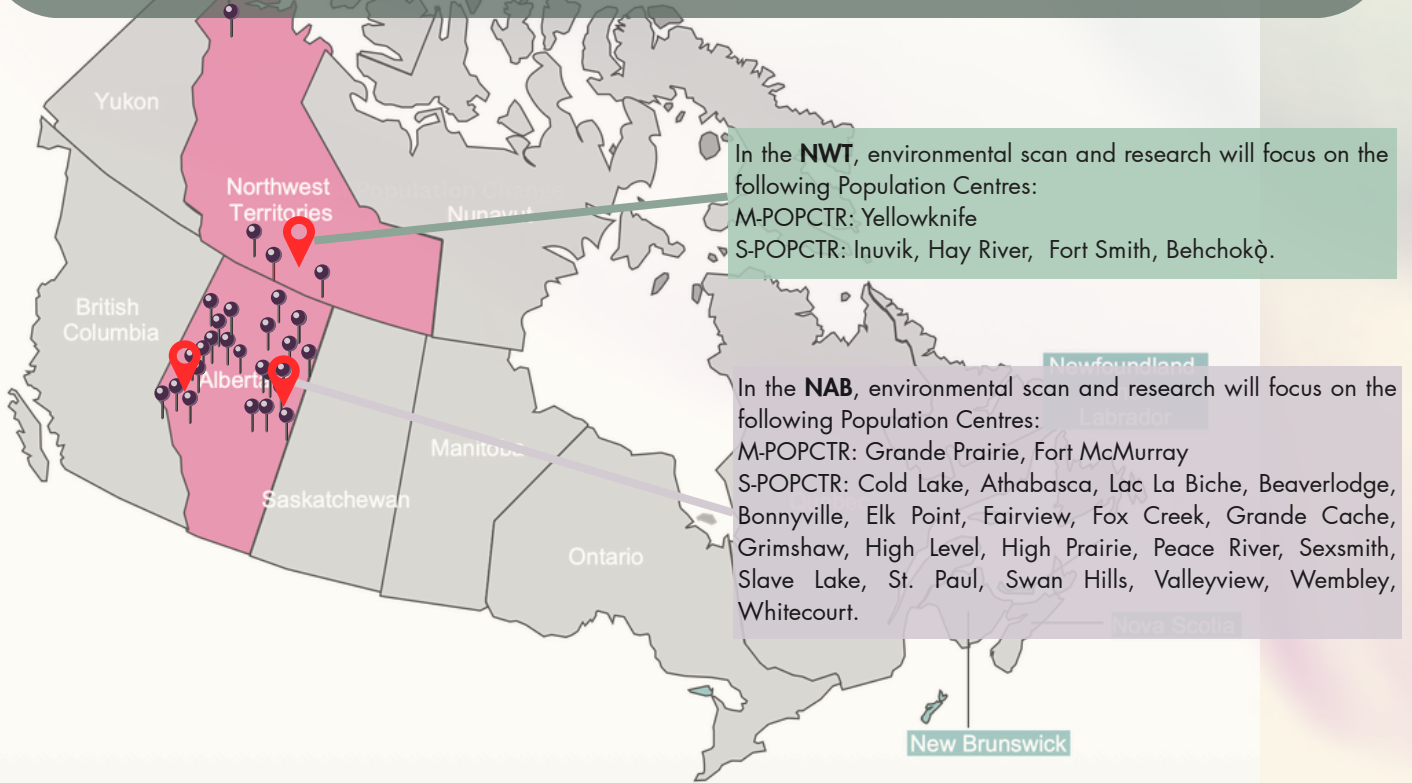 Yukon
Northwest
Territories
Nunavut
British
Columbia
Alberta
Saskatchewan
Manitoba
Ontario
Newfoundland
Labrador
Nova Scotia
New Brunswick
In the NWT, environmental scan and research will focus on the
following Population Centres:
M-POPCTR: Yellowknife
S-POPCTR: Inuvik, Hay River, Fort Smith, Behchokǫ̀.
In the NAB, environmental scan and research will focus on the
following Population Centres:
M-POPCTR: Grande Prairie, Fort McMurray
S-POPCTR: Cold Lake, Athabasca, Lac La Biche, Beaverlodge,
Bonnyville, Elk Point, Fairview, Fox Creek, Grande Cache,
Grimshaw, High Level, High Prairie, Peace River, Sexsmith,
Slave Lake, St. Paul, Swan Hills, Valleyview, Wembley,
Whitecourt.